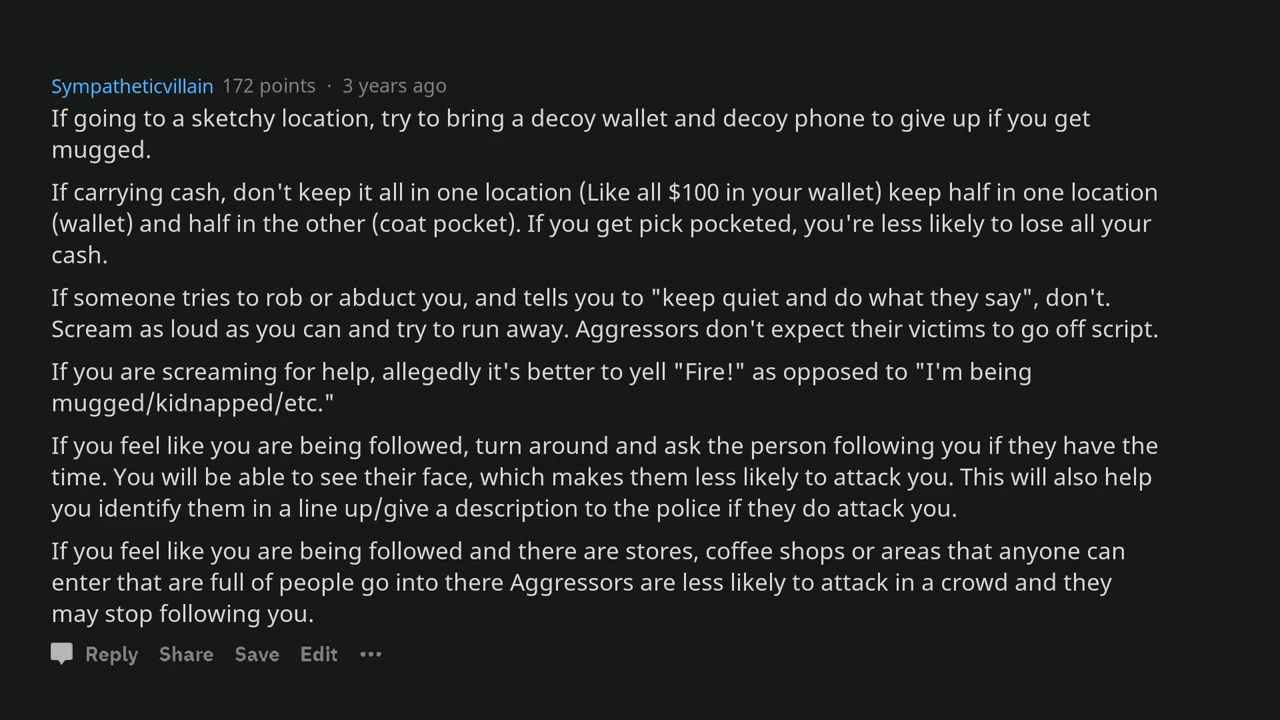 Sympatheticvillain 172 points · 3 years ago
If going to a sketchy location, try to bring a decoy wallet and decoy phone to give up if you get
mugged.
If carrying cash, don't keep it all in one location (Like all $100 in your wallet) keep half in one location
(wallet) and half in the other (coat pocket). If you get pick pocketed, you're less likely to lose all your
cash.
If someone tries to rob or abduct you, and tells you to "keep quiet and do what they say", don't.
Scream as loud as you can and try to run away. Aggressors don't expect their victims to go off script.
If you are screaming for help, allegedly it's better to yell "Fire!" as opposed to "I'm being
mugged/kidnapped/etc."
If you feel like you are being followed, turn around and ask the person following you if they have the
time. You will be able to see their face, which makes them less likely to attack you. This will also help
you identify them in a line up/give a description to the police if they do attack you.
If you feel like you are being followed and there are stores, coffee shops or areas that anyone can
enter that are full of people go into there Aggressors are less likely to attack in a crowd and they
may stop following you.
Reply Share Save Edit •••